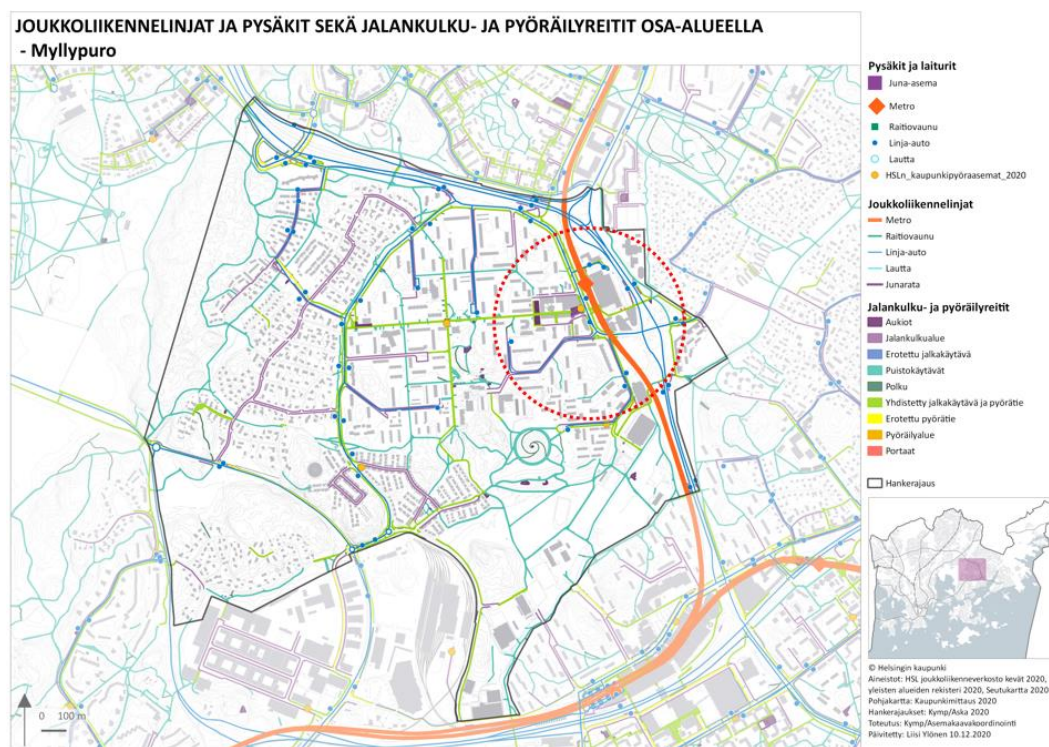 JOUKKOLIIKENNELINJAT JA PYSÄKIT SEKÄ JALANKULKU- JA PYÖRÄILYREITIT OSA-ALUEELLA
- Myllypuro
Pysäkit ja laiturit
Juna-asema
Metro
Raitiovaunu
Linja-auto
Lautta
HSLn_kaupunkipyöraasemat_2020
Joukkoliikennelinjat
Metro
Raitiovaunu
Linja-auto
Lautta
Junarata
Jalankulku- ja pyöräilyreitit
Aukiot
Jalankulkualue
Erotettu jalkakäytävä
Puistokäytävät
Polku
Yhdistetty jalkakäytävä ja pyörätie
Erotettu pyörätie
Pyöräilyalue
Portaat
Hankerajaus
© Helsingin kaupunki
Aineistot: HSL joukkoliikenneverkosto kevät 2020,
yleisten alueiden rekisteri 2020, Seutukartta 2020
Pohjakartta: Kaupunkimittaus 2020
Hankerajaukset: Kymp/Aska 2020
Toteutus: Kymp/Asemakaavakoordinointi
Päivitetty: Liisi Ylönen 10.12.2020
0 100 m